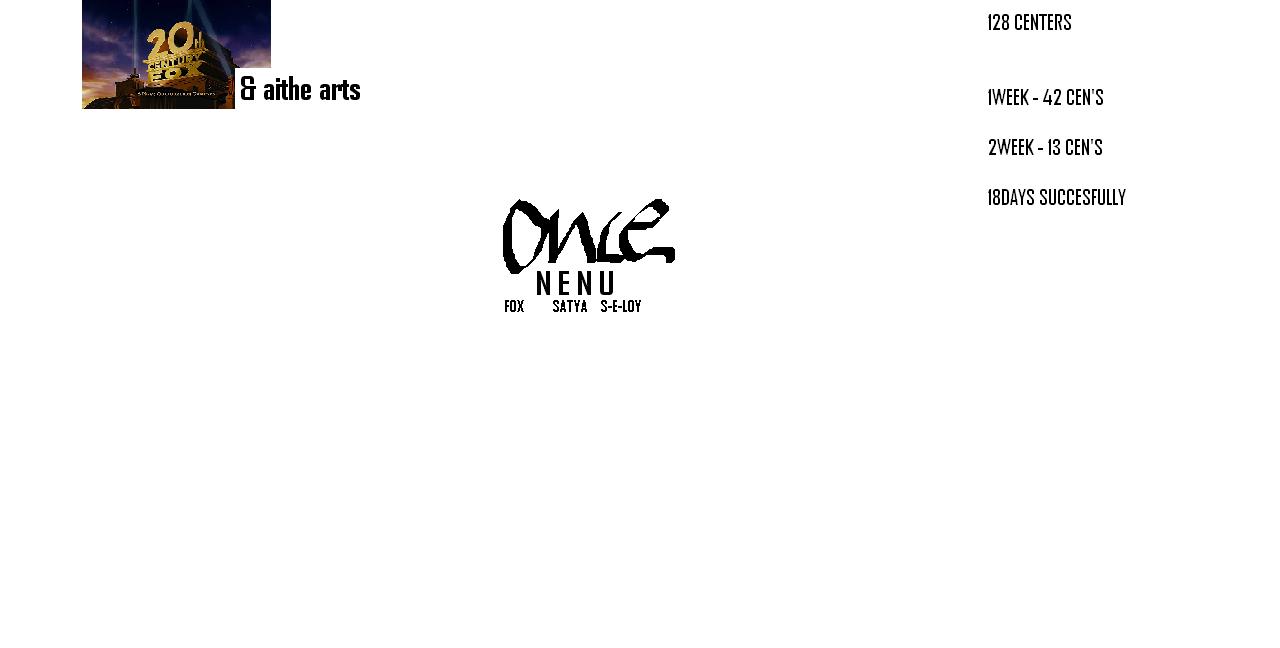 20th
CENTURY
FOX
& aithe arts
128 CENTERS
1WEEK - 42 CEN'S
2WEEK - 13 CEN'S
18DAYS SUCCESFULLY
once
NENU
FOX SATYA S-E-LOY